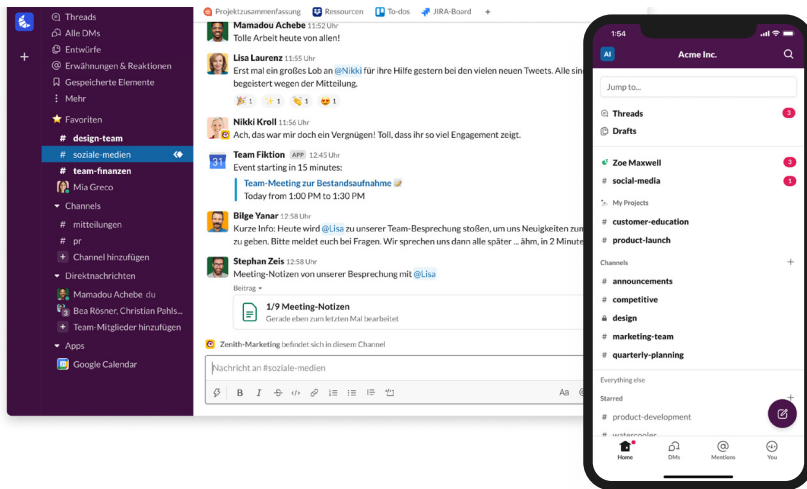 Threads
Alle DMs
Entwürfe
Erwähnungen & Reaktionen
Gespeicherte Elemente
Mehr
Favoriten
# design-team
# soziale-medien
# team-finanzen
Mia Greco
Channels
# mitteilungen
# pr
+ Channel hinzufügen
Direktnachrichten
Mamadou Achebe du
3 Bea Rösner, Christian Pahls...
+ Team-Mitglieder hinzufügen
Apps
Google Calendar
Projektzusammenfassung Ressourcen To-dos JIRA-Board +
Mamadou Achebe 11:52 Uhr
Tolle Arbeit heute von allen!
Lisa Laurenz 11:55 Uhr
Erst mal ein großes Lob an @Nikki für ihre Hilfe gestern bei den vielen neuen Tweets. Alle sin
begeistert wegen der Mitteilung.
1 1 1 1
Nikki Kroll 11:56 Uhr
Ach, das war mir doch ein Vergnügen! Toll, dass ihr so viel Engagement zeigt.
31 Team Fiktion APP 12:45 Uhr
Event starting in 15 minutes:
Team-Meeting zur Bestandsaufnahme
Today from 1:00 PM to 1:30 PM
Bilge Yanar 12:58 Uhr
Kurze Info: Heute wird @Lisa zu unserer Team-Besprechung stoßen, um uns Neuigkeiten zum
zu geben. Bitte meldet euch bei Fragen. Wir sprechen uns dann alle später ... ähm, in 2 Minute
Stephan Zeis 12:58 Uhr
Meeting-Notizen von unserer Besprechung mit @Lisa
Beitrag
1/9 Meeting-Notizen
Gerade eben zum letzten Mal bearbeitet
Zenith-Marketing befindet sich in diesem Channel
Nachricht an #soziale-medien
B I Aa @
1:54
AI Acme Inc.
Jump to...
Threads 3
Drafts
Zoe Maxwell 3
# social-media 1
My Projects
# customer-education
# product-launch
Channels +
# announcements
# competitive
design
# marketing-team
# quarterly-planning
Everything else
Starred +
# product-development
# watercooler
Home DMs Mentions You